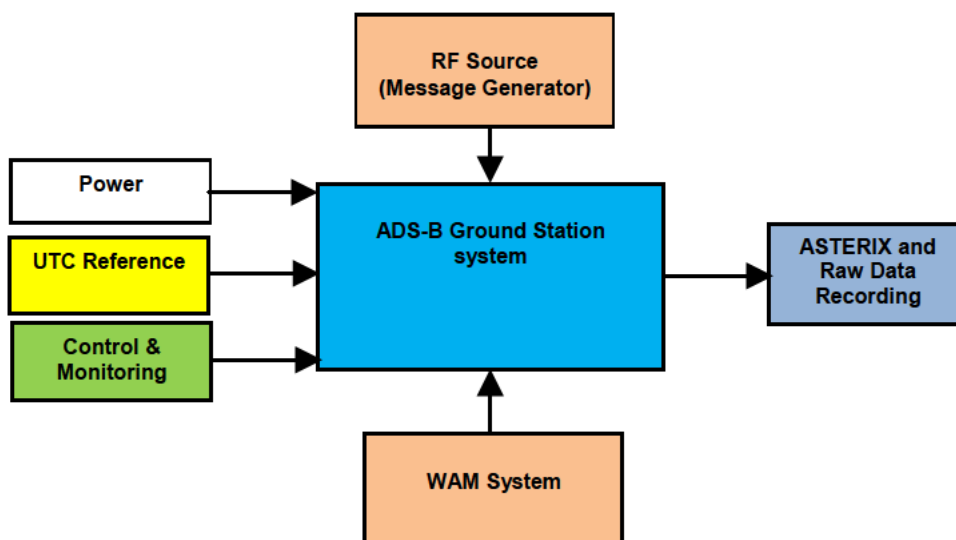 RF Source
(Message Generator)
Power
ADS-B Ground Station
system
UTC Reference
ASTERIX and
Raw Data
Recording
Control &
Monitoring
WAM System